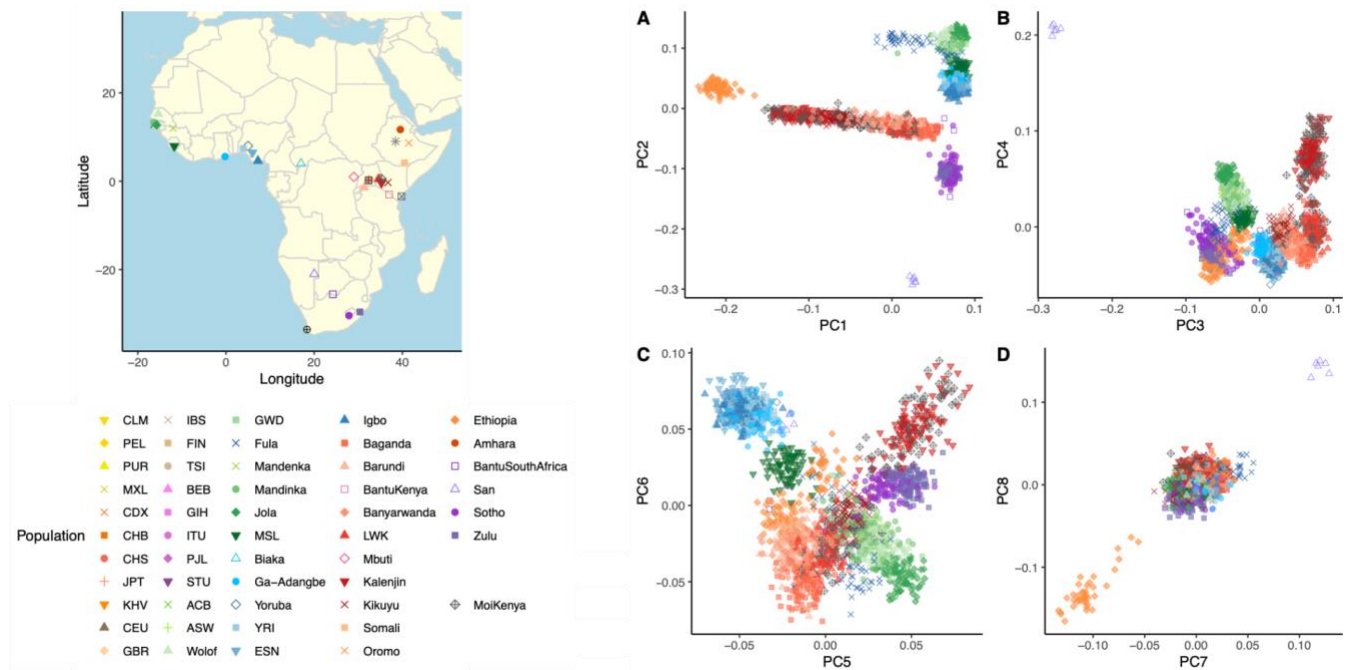 20
0
−20
Latitude
−20
0
20
40
Longitude
A
0.1
0.0
−0.1
−0.2
−0.3
PC2
−0.2
−0.1
0.0
0.1
PC1
B
0.2
0.1
0.0
PC4
−0.3
−0.2
−0.1
0.0
0.1
PC3
C
0.10
0.05
0.00
−0.05
PC6
−0.05
0.00
0.05
PC5
D
0.1
0.0
−0.1
PC8
−0.10
−0.05
0.00
0.05
0.10
PC7
Population
CLM
PEL
PUR
MXL
CDX
CHB
CHS
JPT
KHV
CEU
GBR
IBS
FIN
TSI
BEB
GIH
ITU
PJL
STU
ACB
ASW
Wolof
GWD
Fula
Mandenka
Mandinka
Jola
MSL
Biaka
Ga−Adangbe
Yoruba
YRI
ESN
Igbo
Baganda
Barundi
BantuKenya
Banyarwanda
LWK
Mbuti
Kalenjin
Kikuyu
Somali
Oromo
Ethiopia
Amhara
BantuSouthAfrica
San
Sotho
Zulu
MoiKenya